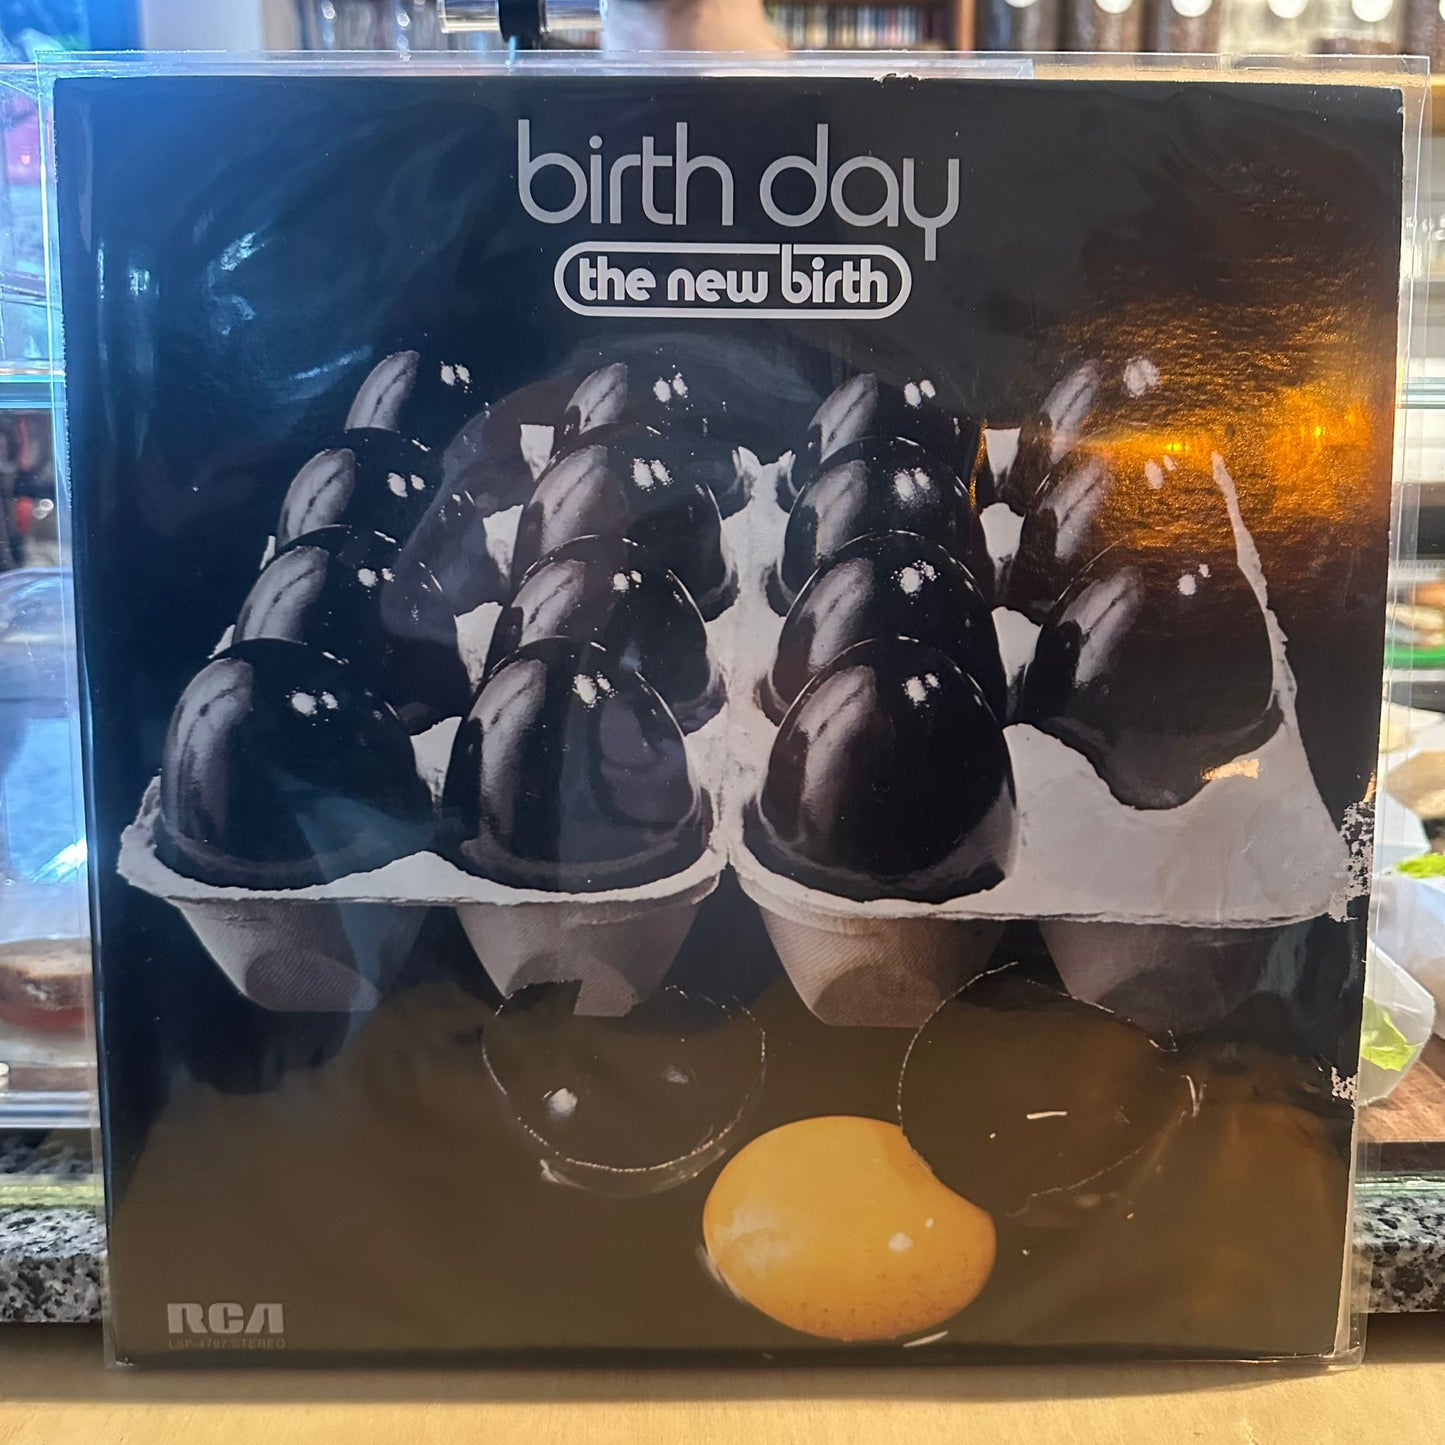 birth day
the new birth
RCA
LSP-4797 STEREO